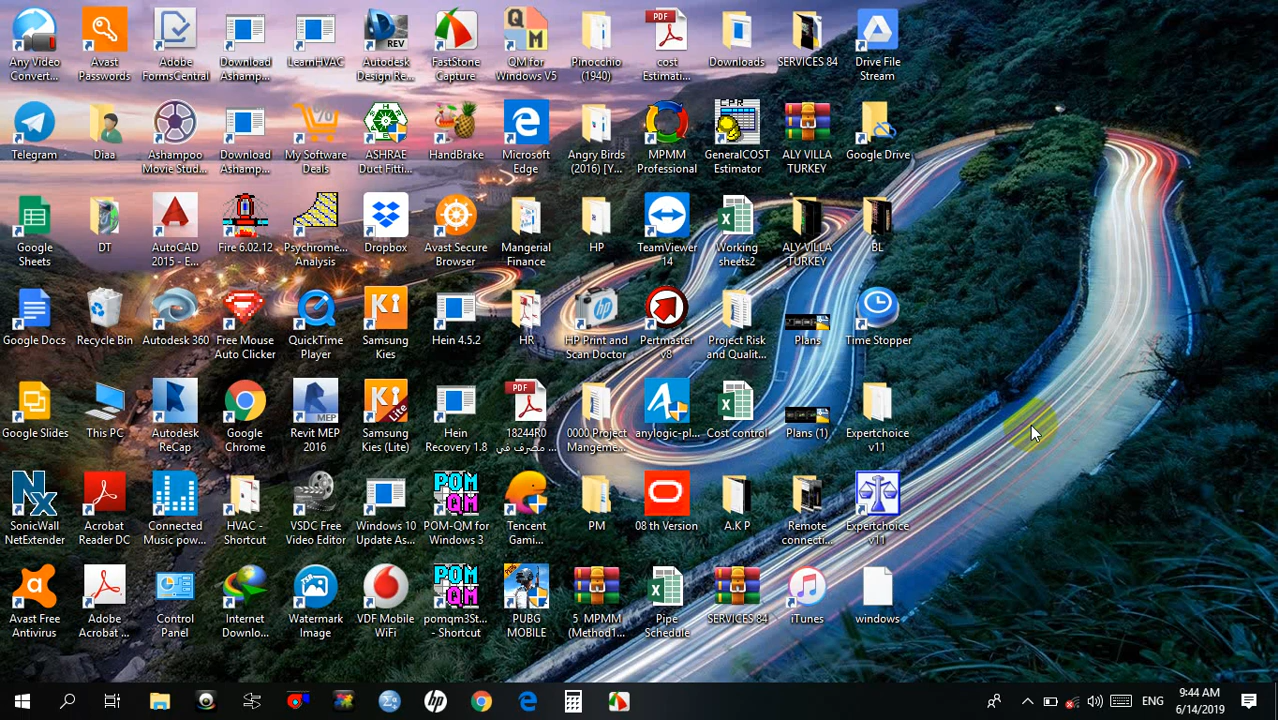 Any Video
Convert...
Avast
Passwords
Adobe
FormsCentral
Download
Ashamp...
LearnHVAC
Autodesk
Design Re...
FastStone
Capture
QM for
Windows V5
Pinocchio
(1940)
cost
Estimati...
Downloads
SERVICES 84
Drive File
Stream
Telegram
Diaa
Ashampoo
Movie Stud...
Download
Ashamp...
My Software
Deals
ASHRAE
Duct Fitti...
HandBrake
Microsoft
Edge
Angry Birds
(2016) [Y...
MPMM
Professional
GeneralCOST
Estimator
ALY VILLA
TURKEY
Google Drive
Google
Sheets
DT
AutoCAD
2015 - E...
Fire 6.02.12
Psychrome...
Analysis
Dropbox
Avast Secure
Browser
Mangerial
Finance
HP
TeamViewer
14
Working
sheets2
ALY VILLA
TURKEY
BL
Google Docs
Recycle Bin
Autodesk 360
Free Mouse
Auto Clicker
QuickTime
Player
Samsung
Kies
Hein 4.5.2
HR
HP Print and
Scan Doctor
Pertmaster
v8
Project Risk
and Qualit...
Plans
Time Stopper
Google Slides
This PC
Autodesk
ReCap
Google
Chrome
Revit MEP
2016
Samsung
Kies (Lite)
Hein
Recovery 1.8
18244R0
مصرف في ...
0000 Project
Mangeme...
anylogic-pl...
Cost control
Plans (1)
Expertchoice
v11
SonicWall
NetExtender
Acrobat
Reader DC
Connected
Music pow...
HVAC -
Shortcut
VSDC Free
Video Editor
Windows 10
Update As...
POM-QM for
Windows 3
Tencent
Gami...
PM
08 th Version
A.K P
Remote
connecti...
Expertchoice
v11
Avast Free
Antivirus
Adobe
Acrobat ...
Control
Panel
Internet
Downlo...
Watermark
Image
VDF Mobile
WiFi
pomqm3St...
- Shortcut
PUBG
MOBILE
5 MPMM
(Method1...
Pipe
Schedule
SERVICES 84
iTunes
windows
ENG
9:44 AM
6/14/2019